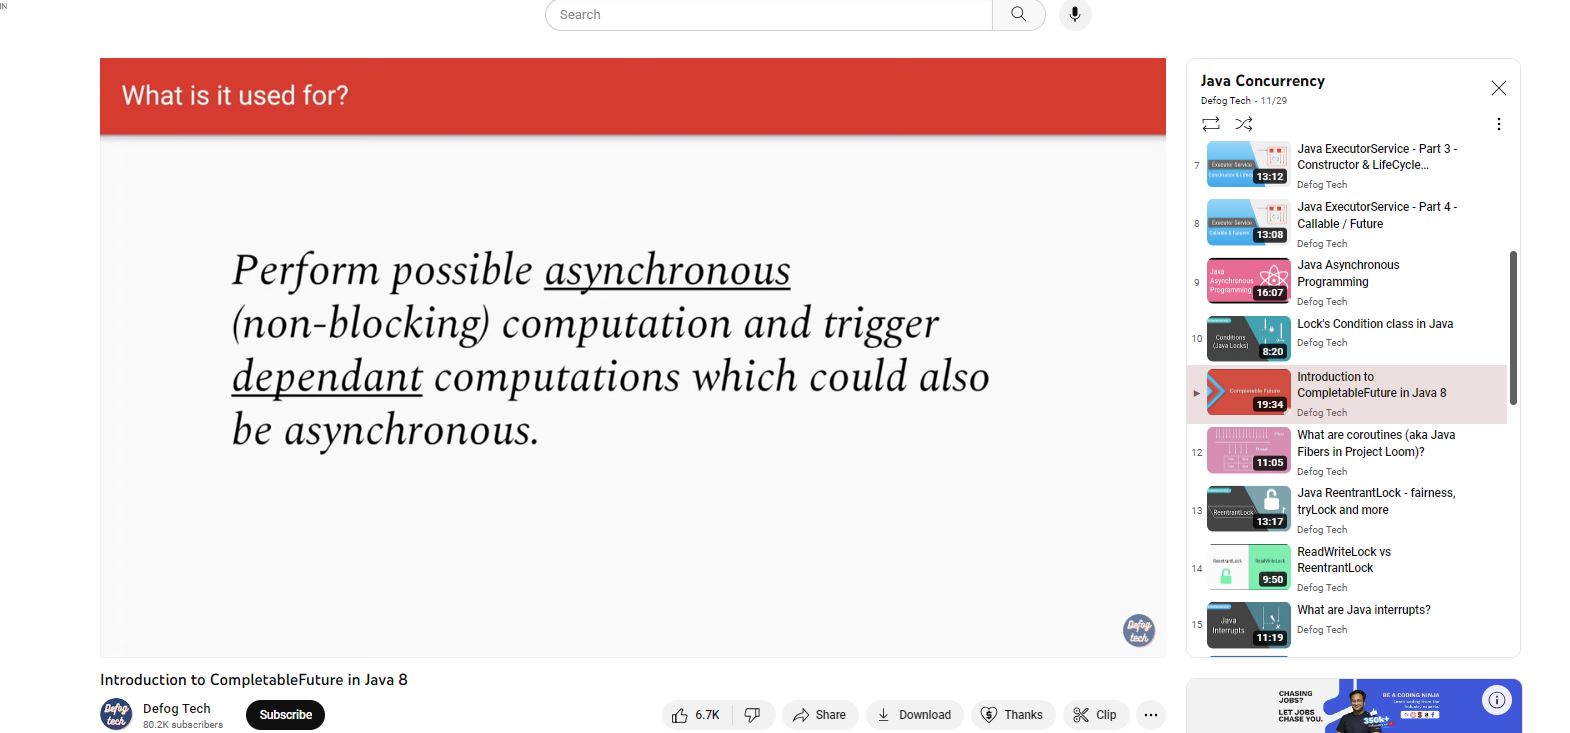 IN
Search
What is it used for?
Perform possible asynchronous
(non-blocking) computation and trigger
dependant computations which could also
be asynchronous.
Defog
tech
Introduction to CompletableFuture in Java 8
Defog
tech
Defog Tech
80.2K subscribers
Subscribe
6.7K
Share
Download
Thanks
Clip
Java Concurrency
Defog Tech - 11/29
7
Executor Service
13:12
Java ExecutorService - Part 3 -
Constructor & LifeCycle...
Defog Tech
8
Executor Service
13:08
Java ExecutorService - Part 4 -
Callable / Future
Defog Tech
9
Java
Asynchronous
Programming
16:07
Java Asynchronous
Programming
Defog Tech
10
Conditions
(Java Locks)
8:20
Lock's Condition class in Java
Defog Tech
Completable Future
19:34
Introduction to
CompletableFuture in Java 8
Defog Tech
12
11:05
What are coroutines (aka Java
Fibers in Project Loom)?
Defog Tech
13
ReentrantLock
13:17
Java ReentrantLock - fairness,
tryLock and more
Defog Tech
14
ReentrantLock
ReadWriteLock
9:50
ReadWriteLock vs
ReentrantLock
Defog Tech
15
Java
Interrupts
11:19
What are Java interrupts?
Defog Tech
CHASING
JOBS?
LET JOBS
CHASE YOU.
350k+
BE A CODING NINJA
Learn coding from the
industry experts